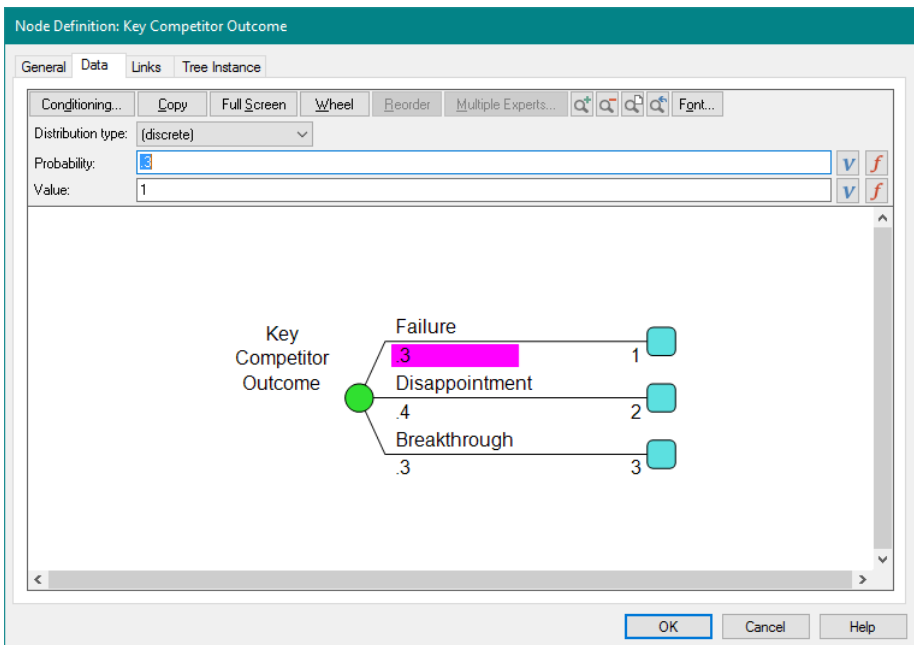 Node Definition: Key Competitor Outcome
General Data Links Tree Instance
Conditioning... Copy Full Screen Wheel Reorder Multiple Experts... Font...
Distribution type: (discrete)
Probability: .3 V f
Value: 1 V f
Key
Competitor
Outcome
Failure
.3 1
Disappointment
.4 2
Breakthrough
.3 3
OK Cancel Help